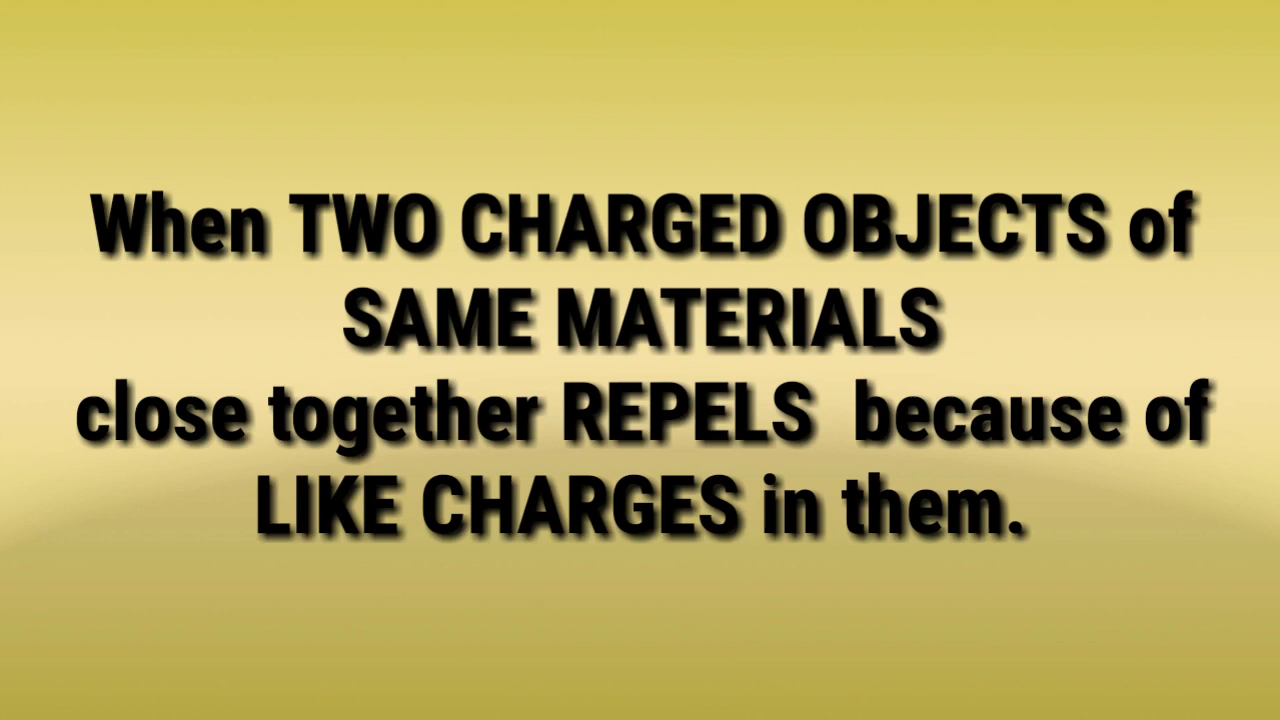 When TWO CHARGED OBJECTS of
SAME MATERIALS
close together REPELS  because of
LIKE CHARGES in them.